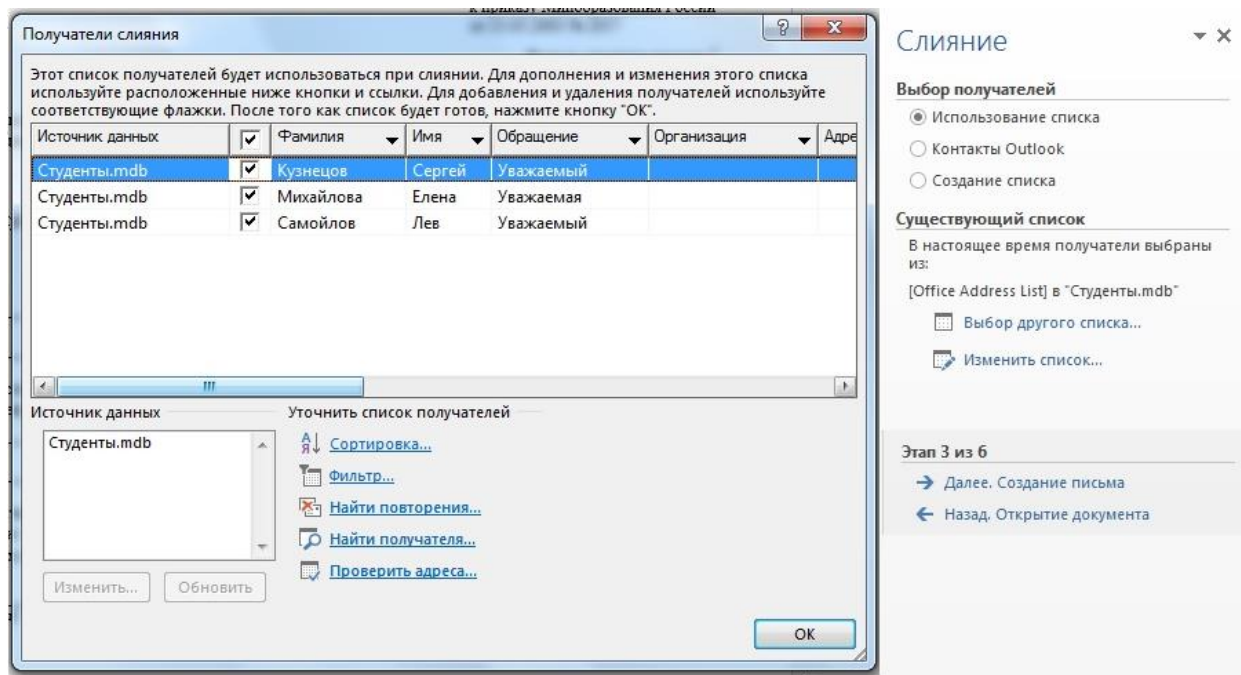 к приказу Минобразования России
Получатели слияния
Этот список получателей будет использоваться при слиянии. Для дополнения и изменения этого списка
используйте расположенные ниже кнопки и ссылки. Для добавления и удаления получателей используйте
соответствующие флажки. После того как список будет готов, нажмите кнопку "ОК".
Источник данных Фамилия Имя Обращение Организация Адре
Студенты.mdb Кузнецов Сергей Уважаемый
Студенты.mdb Михайлова Елена Уважаемая
Студенты.mdb Самойлов Лев Уважаемый
Источник данных
Студенты.mdb
Изменить... Обновить
Уточнить список получателей
Сортировка...
Фильтр...
Найти повторения...
Найти получателя...
Проверить адреса...
ОК
Слияние
Выбор получателей
Использование списка
Контакты Outlook
Создание списка
Существующий список
В настоящее время получатели выбраны
из:
[Office Address List] в "Студенты.mdb"
Выбор другого списка...
Изменить список...
Этап 3 из 6
Далее. Создание письма
Назад. Открытие документа